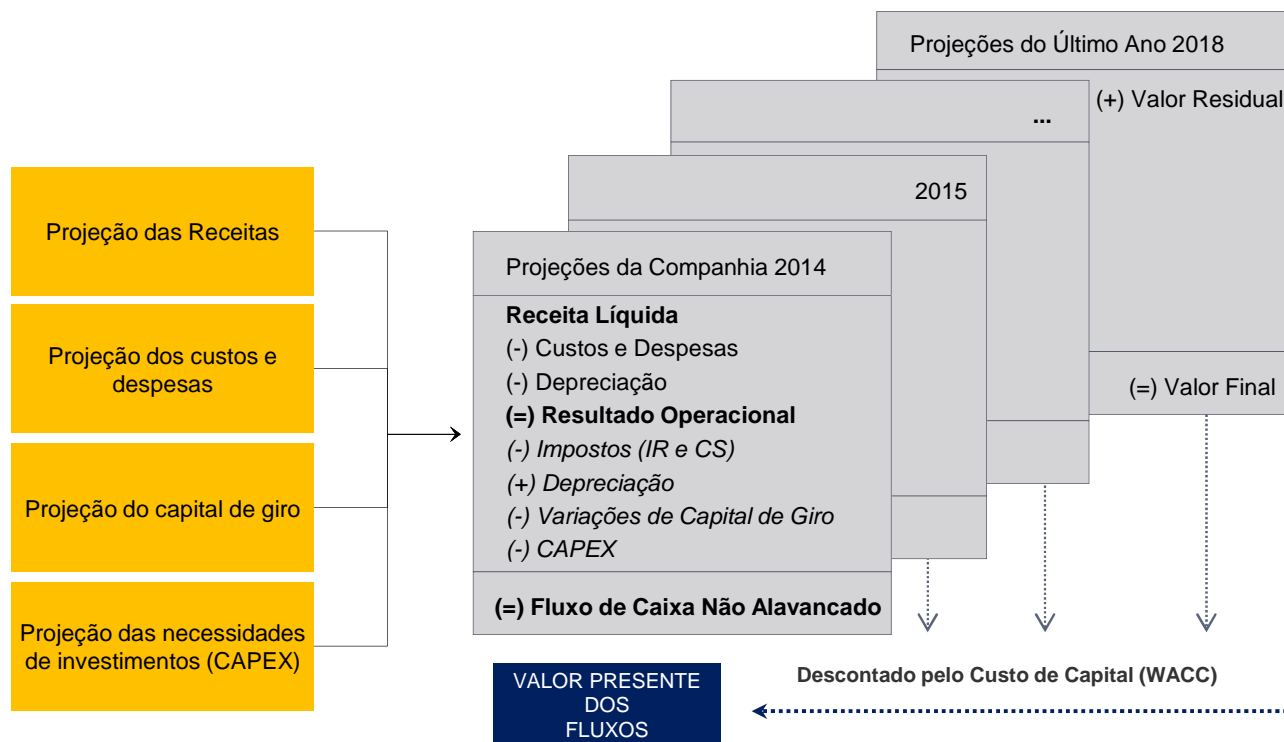 Projeções do Último Ano 2018
(+) Valor Residual
...
2015
Projeção das Receitas
Projeções da Companhia 2014
Receita Líquida
(-) Custos e Despesas
(-) Depreciação
(=) Resultado Operacional
(-) Impostos (IR e CS)
(+) Depreciação
(-) Variações de Capital de Giro
(-) CAPEX
(=) Fluxo de Caixa Não Alavancado
(=) Valor Final
Projeção dos custos e
despesas
Projeção do capital de giro
Projeção das necessidades
de investimentos (CAPEX)
VALOR PRESENTE
DOS
FLUXOS
Descontado pelo Custo de Capital (WACC)